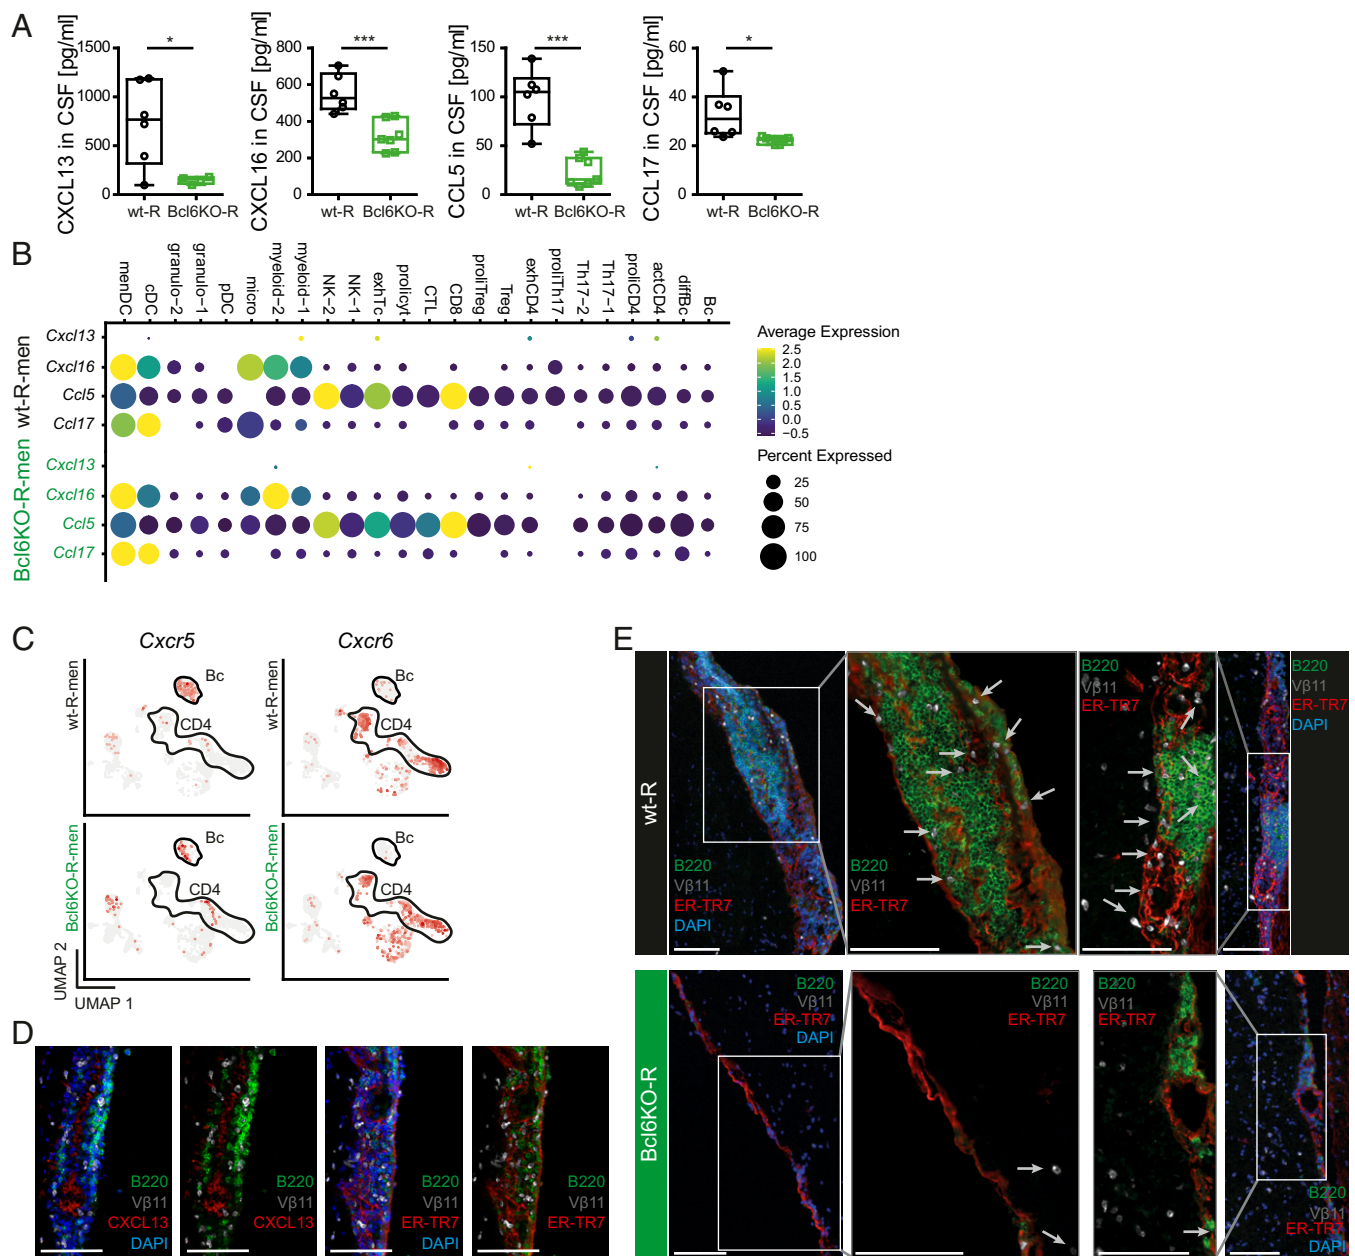 A
CXCL13 in CSF [pg/ml]
1500
1000
500
0
*
wt-R
Bcl6KO-R
CXCL16 in CSF [pg/ml]
800
600
400
200
0
***
wt-R
Bcl6KO-R
CCL5 in CSF [pg/ml]
150
100
50
0
***
wt-R
Bcl6KO-R
CCL17 in CSF [pg/ml]
60
40
20
0
*
wt-R
Bcl6KO-R
B
menDC
cDC
granulo-2
granulo-1
pDC
micro
myeloid-2
myeloid-1
NK-2
NK-1
exhTc
prolicyt
CTL
CD8
proliTreg
Treg
exhCD4
proliTh17
Th17-2
Th17-1
proliCD4
actCD4
diffBc
Bc
wt-R-men
Cxcl13
Cxcl16
Ccl5
Ccl17
Bcl6KO-R-men
Cxcl13
Cxcl16
Ccl5
Ccl17
Average Expression
2.5
2.0
1.5
1.0
0.5
0.0
-0.5
Percent Expressed
25
50
75
100
C
Cxcr5
Cxcr6
wt-R-men
Bc
CD4
wt-R-men
Bc
CD4
Bcl6KO-R-men
Bc
CD4
Bcl6KO-R-men
Bc
CD4
UMAP 2
UMAP 1
D
B220
Vβ11
CXCL13
DAPI
B220
Vβ11
CXCL13
B220
Vβ11
ER-TR7
DAPI
B220
Vβ11
ER-TR7
E
wt-R
B220
Vβ11
ER-TR7
DAPI
B220
Vβ11
ER-TR7
B220
Vβ11
ER-TR7
B220
Vβ11
ER-TR7
DAPI
Bcl6KO-R
B220
Vβ11
ER-TR7
DAPI
B220
Vβ11
ER-TR7
B220
Vβ11
ER-TR7
B220
Vβ11
ER-TR7
DAPI